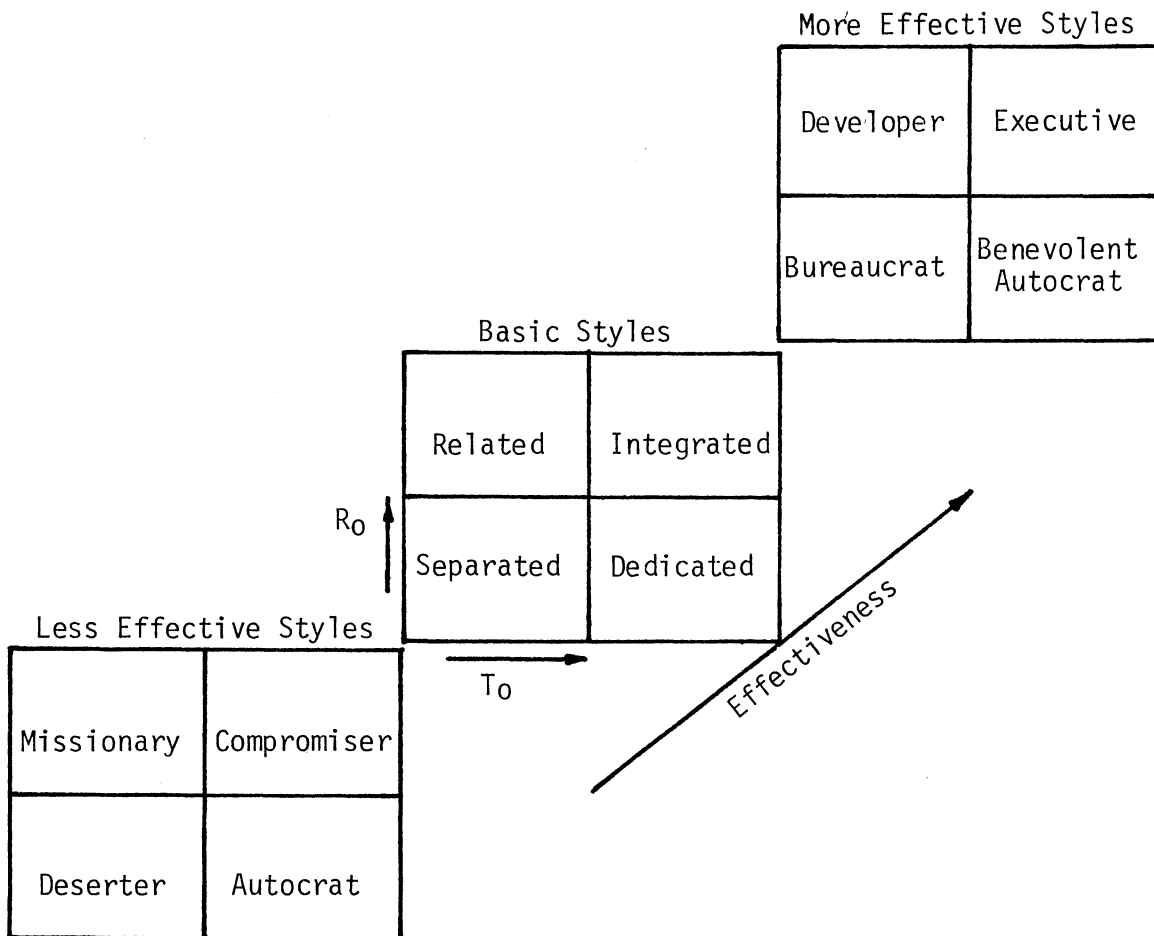 More Effective Styles
Developer
Executive
Bureaucrat
Benevolent
Autocrat
Basic Styles
Related
Integrated
Separated
Dedicated
Ro
To
Effectiveness
Less Effective Styles
Missionary
Compromiser
Deserter
Autocrat